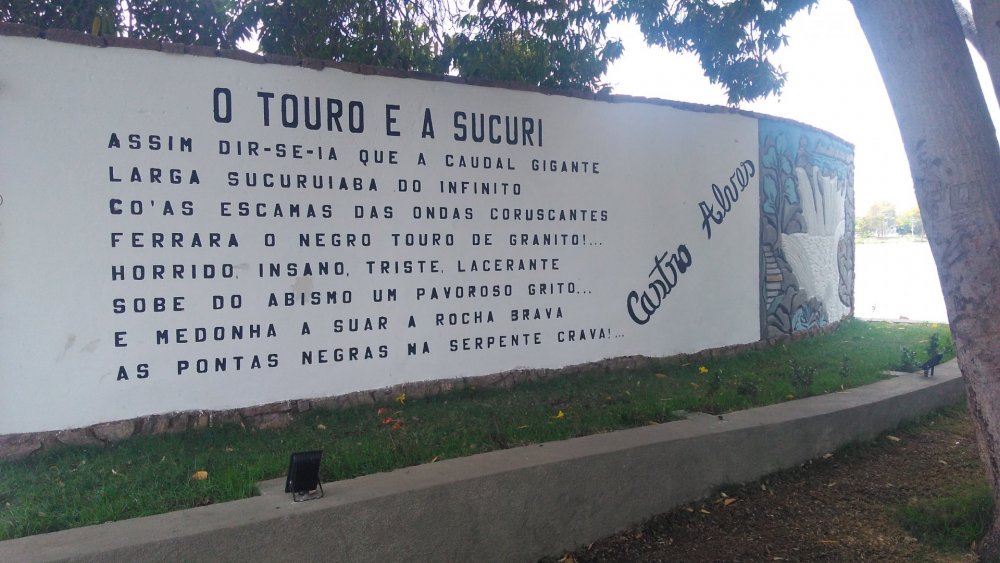 O TOURO E A SUCURI
ASSIM DIR-SE-IA QUE A CAUDAL GIGANTE
LARGA SUCURUIABA DO INFINITO
CO'AS ESCAMAS DAS ONDAS CORUSCANTES
FERRARA O NEGRO TOURO DE GRANITO!...
HORRIDO, INSANO, TRISTE, LACERANTE
SOBE DO ABISMO UM PAVOROSO GRITO...
E MEDONHA A SUAR A ROCHA BRAVA
AS PONTAS NEGRAS NA SERPENTE CRAVA!...
Castro Alves